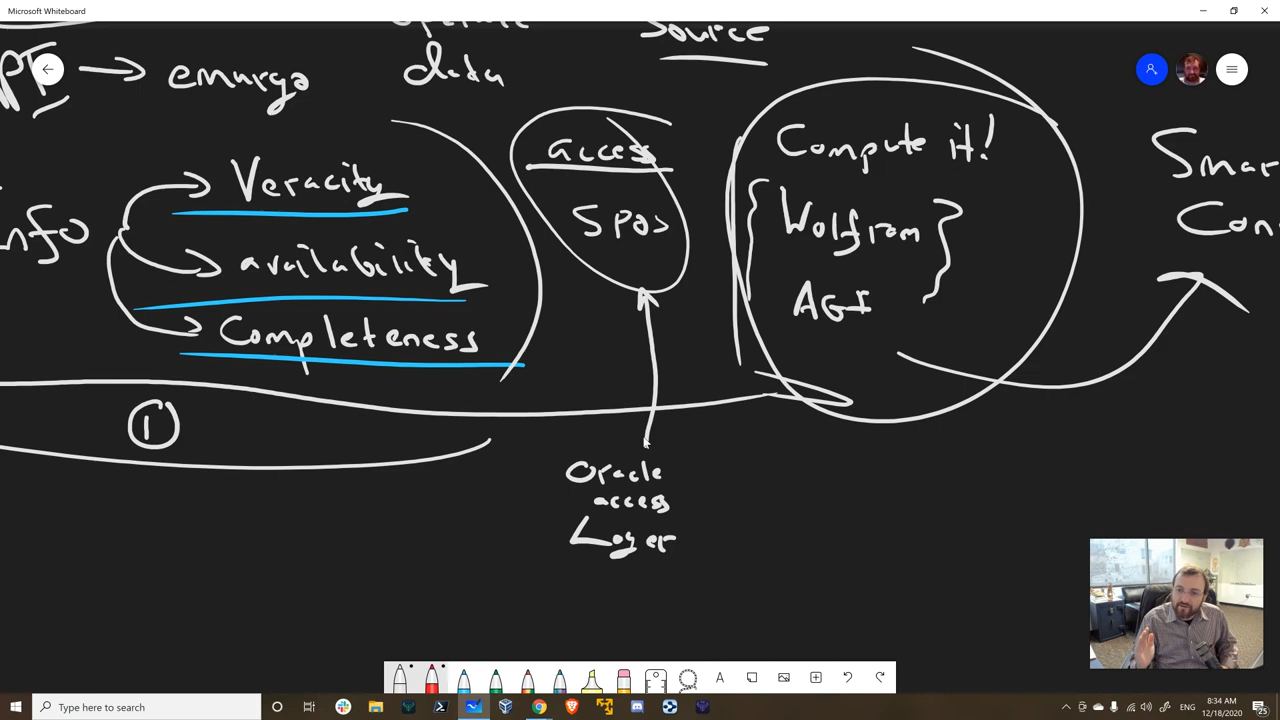 Microsoft Whiteboard
Source
→ emurgo
data
Veracity
info
availability
Completeness
access
SPOs
Compute it!
Wolfram
AGI
Smar
Con
①
Oracle
access
Layer
Type here to search
ENG
8:34 AM
12/18/2020